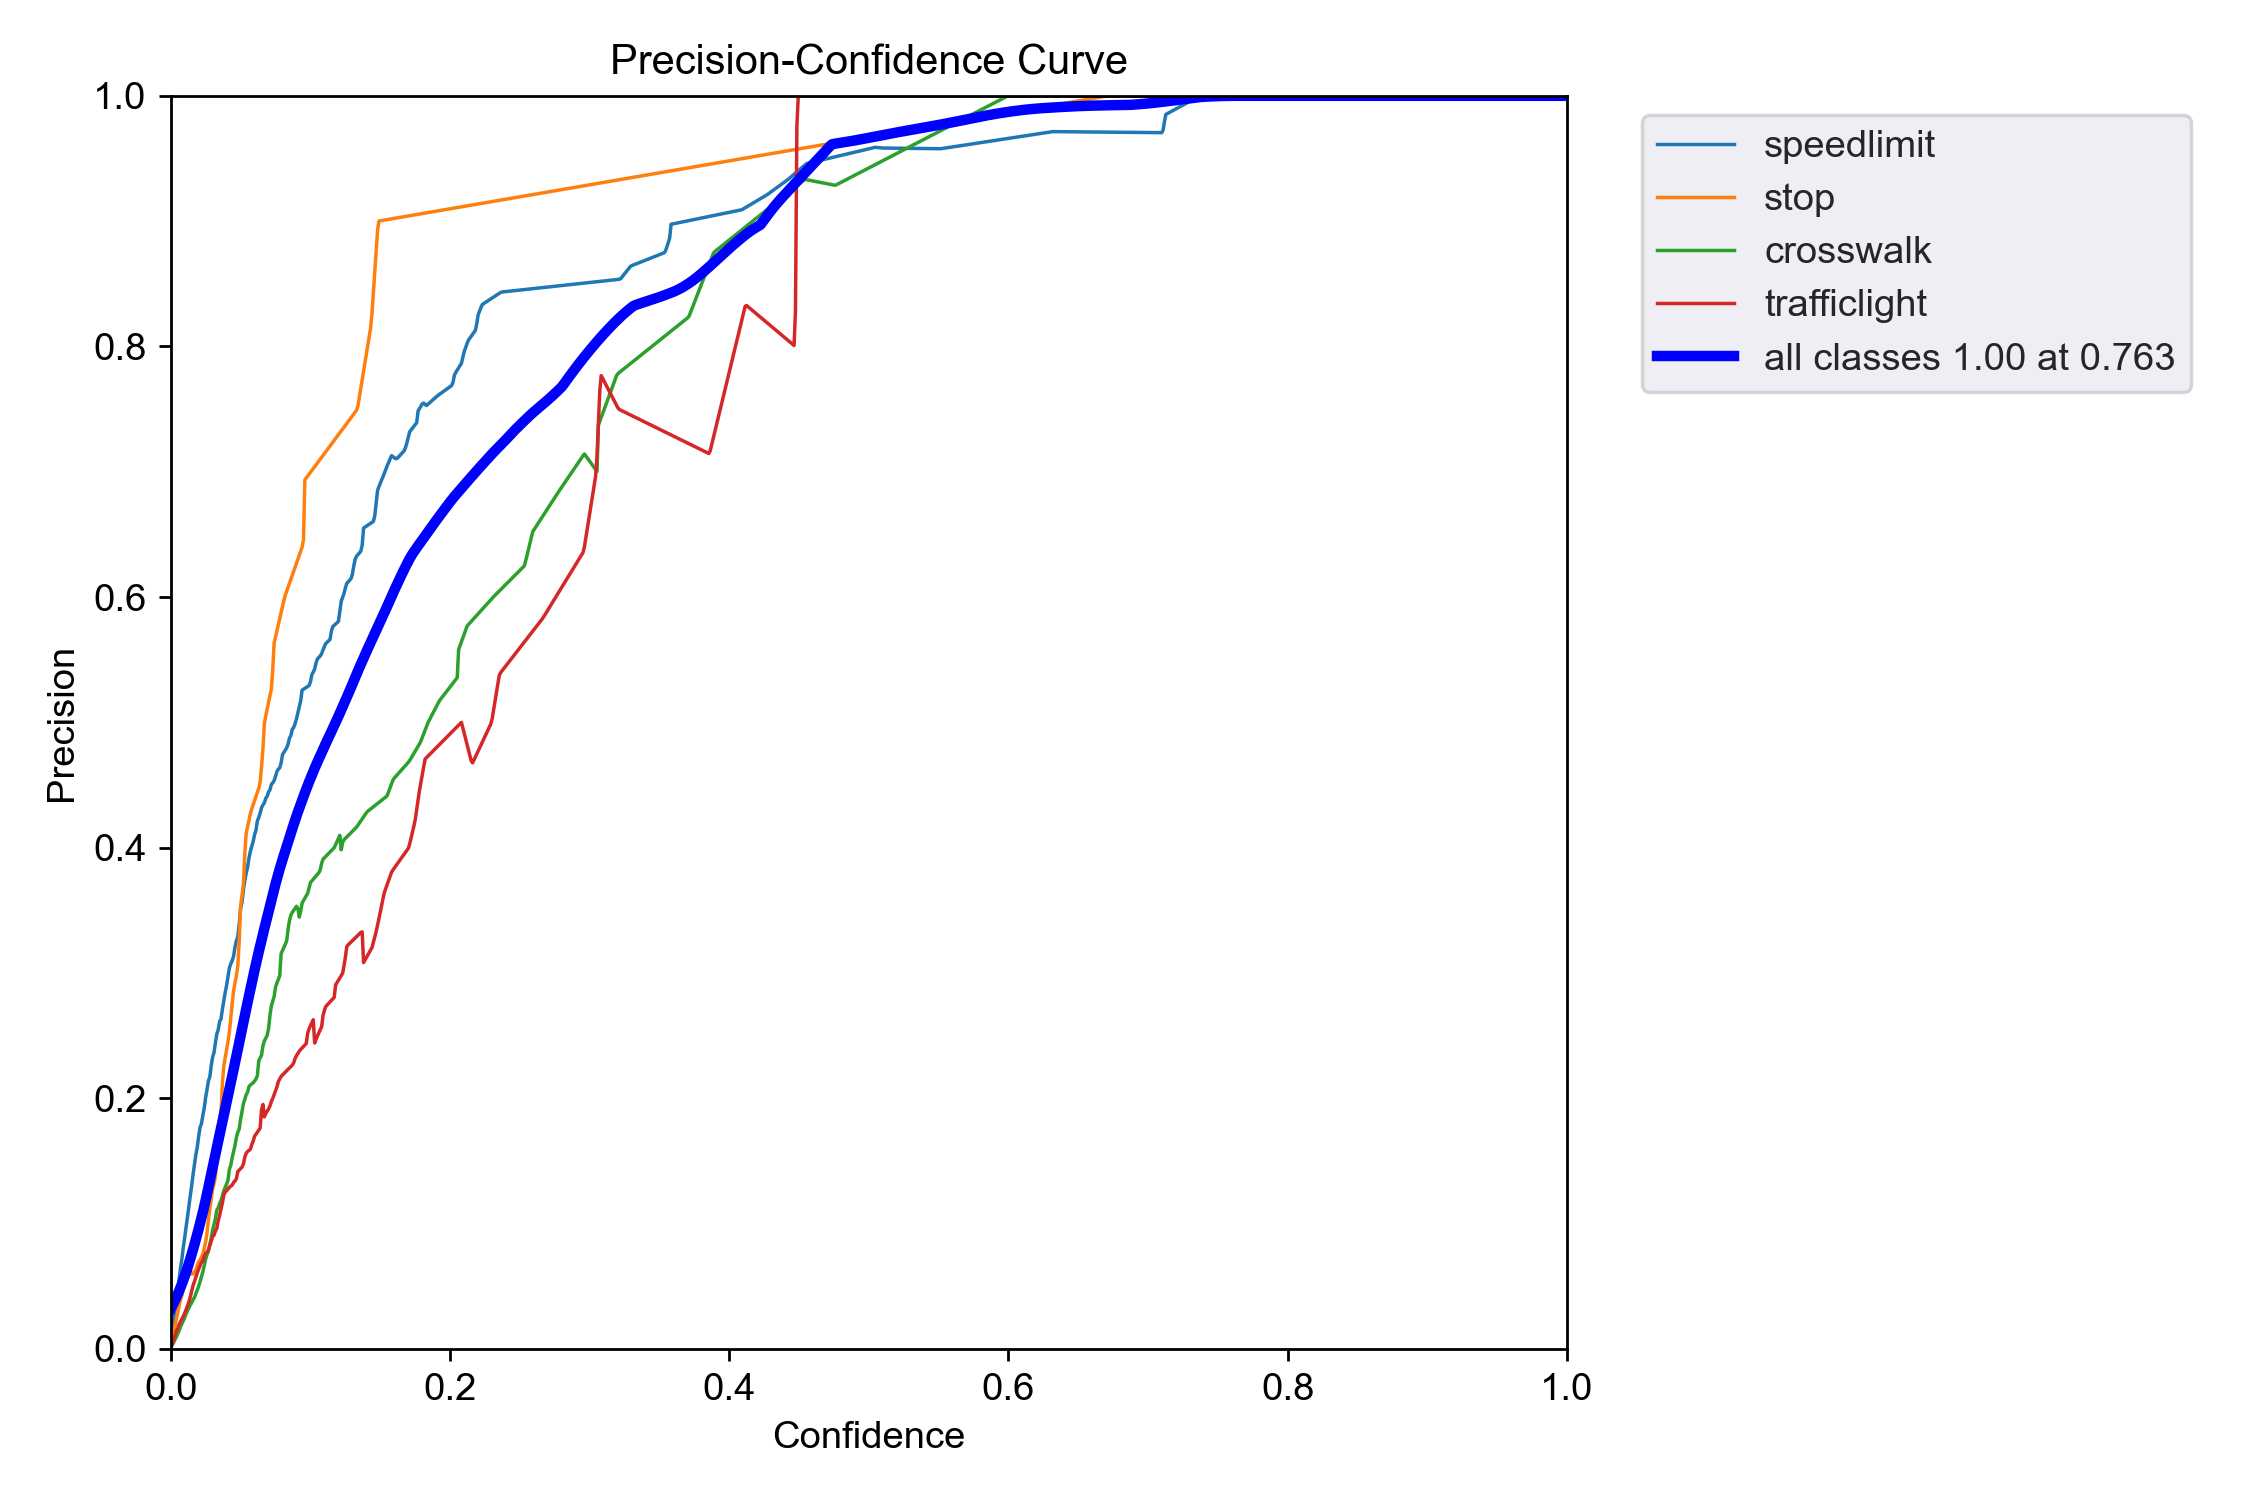 Precision-Confidence Curve
1.0
0.8
0.6
0.4
0.2
0.0
Precision
0.0 0.2 0.4 0.6 0.8 1.0
Confidence
speedlimit
stop
crosswalk
trafficlight
all classes 1.00 at 0.763